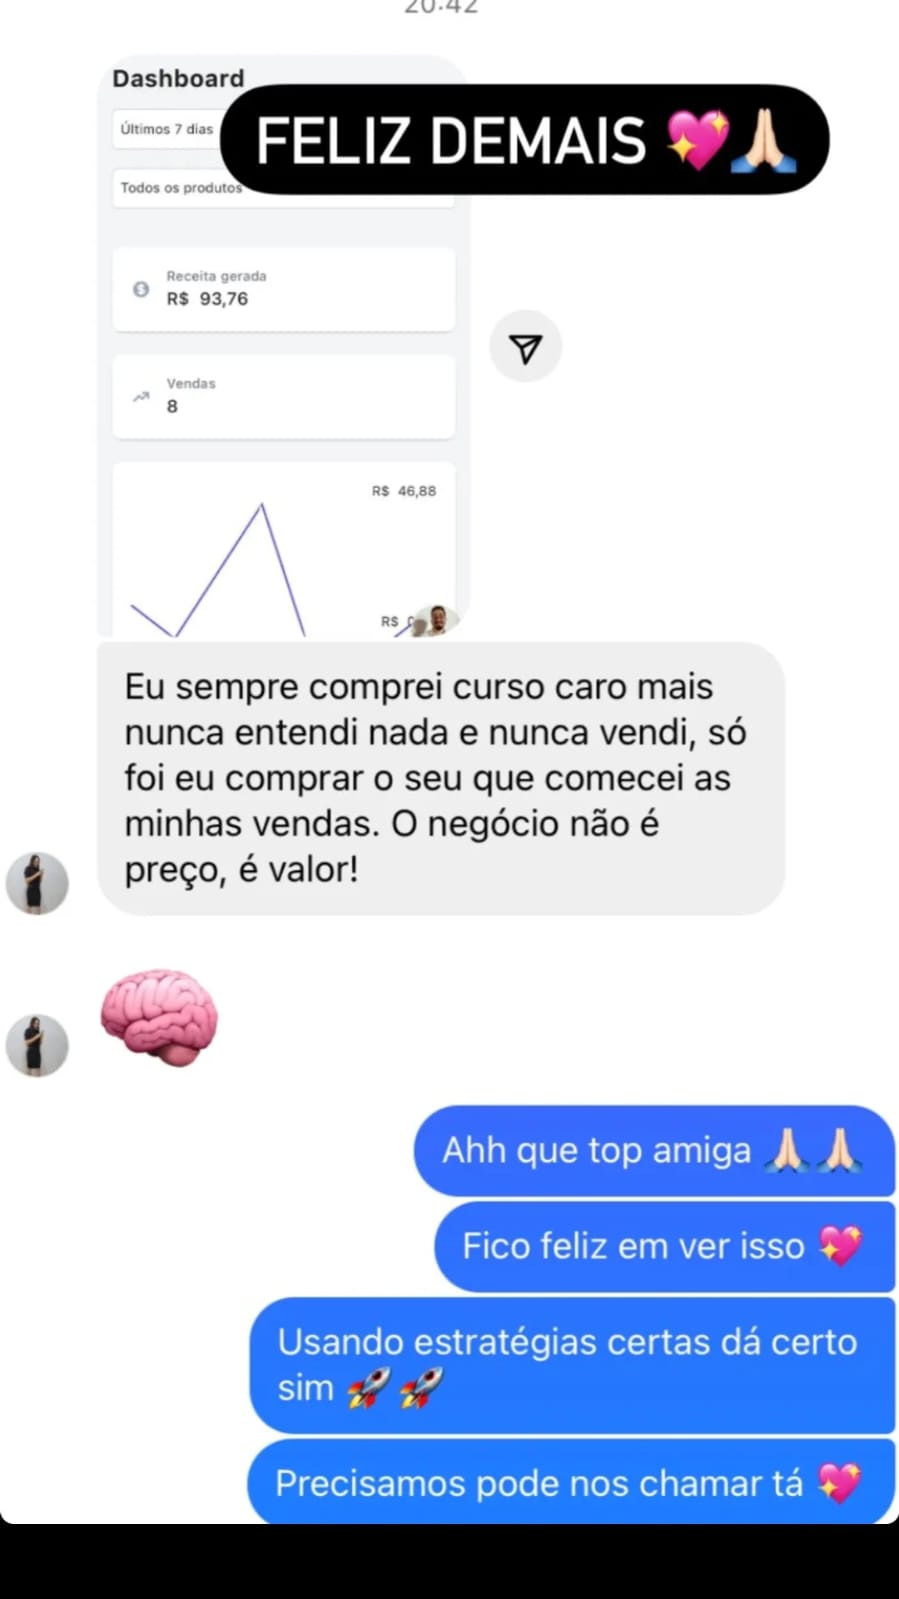 20:42
Dashboard
FELIZ DEMAIS 💖🙏🏻
Últimos 7 dias
Todos os produtos
Receita gerada
R$ 93,76
Vendas
8
R$ 46,88
R$
Eu sempre comprei curso caro mais
nunca entendi nada e nunca vendi, só
foi eu comprar o seu que comecei as
minhas vendas. O negócio não é
preço, é valor!
🧠
Ahh que top amiga 🙏🏻🙏🏻
Fico feliz em ver isso 💖
Usando estratégias certas dá certo
sim 🚀🚀
Precisamos pode nos chamar tá 💖